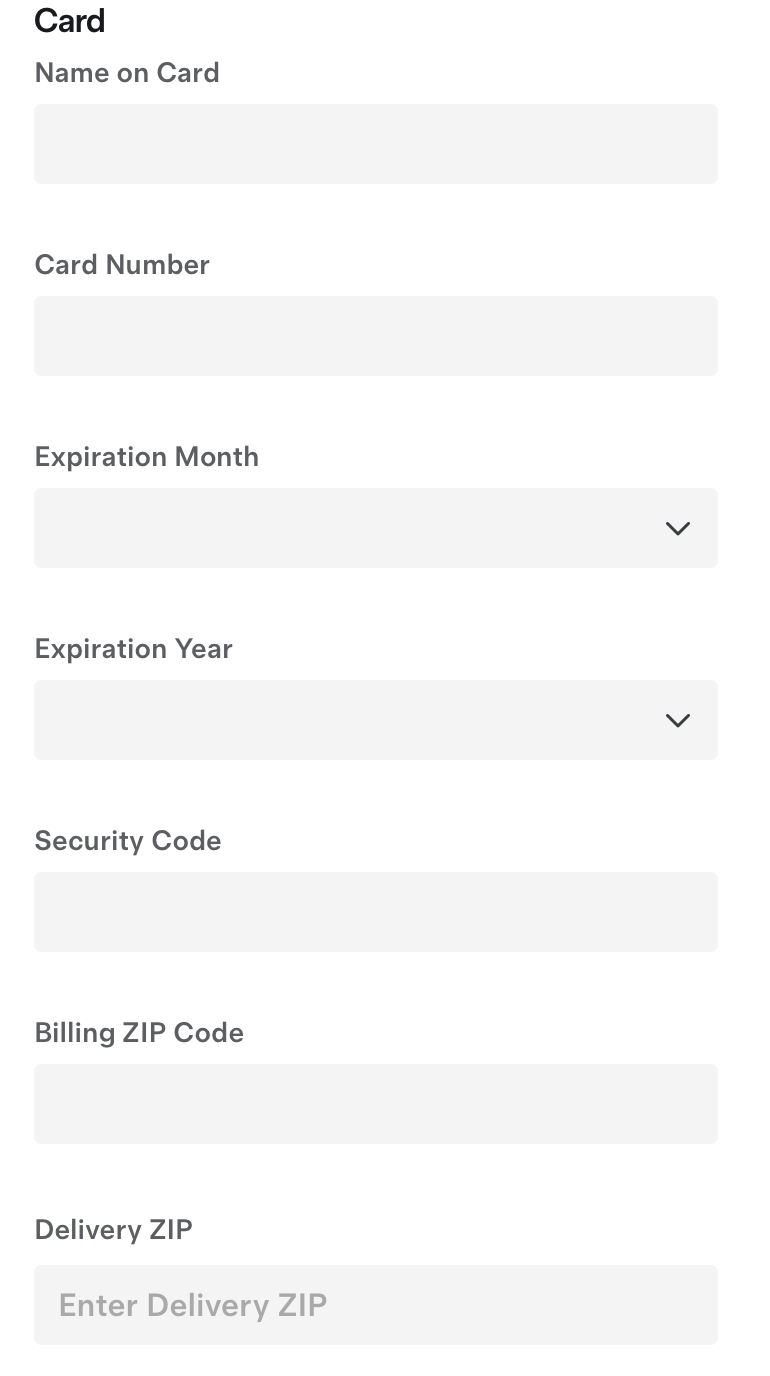 Card
Name on Card
Card Number
Expiration Month
Expiration Year
Security Code
Billing ZIP Code
Delivery ZIP
Enter Delivery ZIP